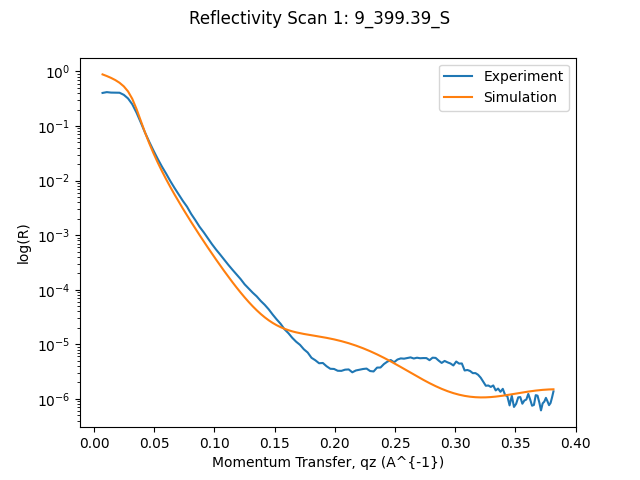 Reflectivity Scan 1: 9_399.39_S
Experiment
Simulation
10^0
10^{-1}
10^{-2}
10^{-3}
10^{-4}
10^{-5}
10^{-6}
log(R)
0.00 0.05 0.10 0.15 0.20 0.25 0.30 0.35 0.40
Momentum Transfer, qz (A^{-1})